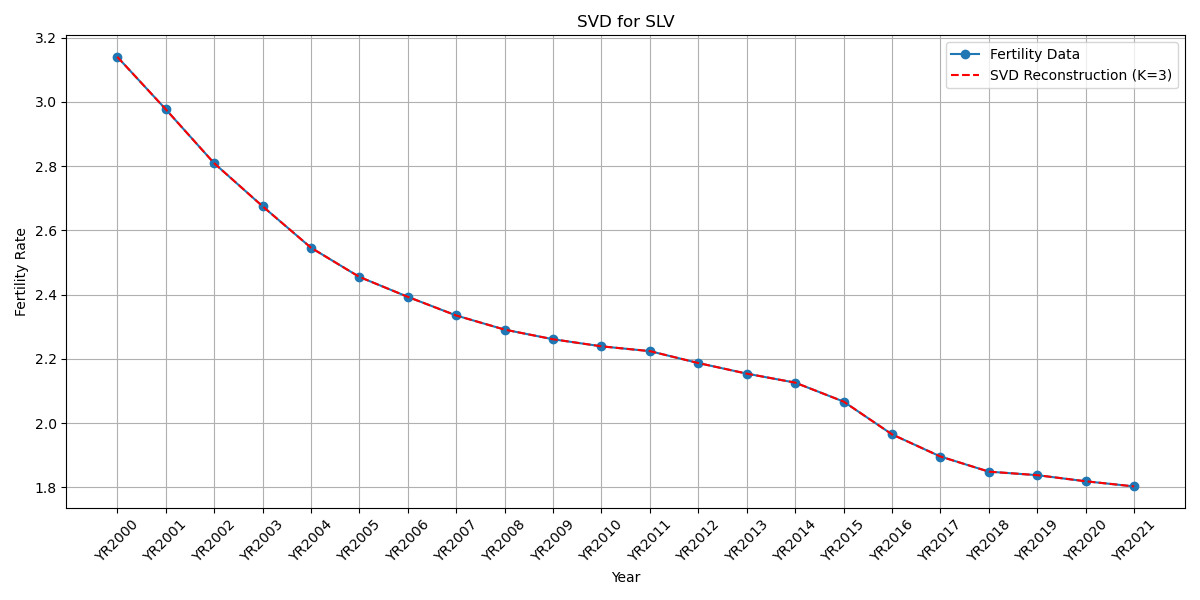 SVD for SLV
Fertility Data
SVD Reconstruction (K=3)
Fertility Rate
3.2
3.0
2.8
2.6
2.4
2.2
2.0
1.8
YR2000
YR2001
YR2002
YR2003
YR2004
YR2005
YR2006
YR2007
YR2008
YR2009
YR2010
YR2011
YR2012
YR2013
YR2014
YR2015
YR2016
YR2017
YR2018
YR2019
YR2020
YR2021
Year